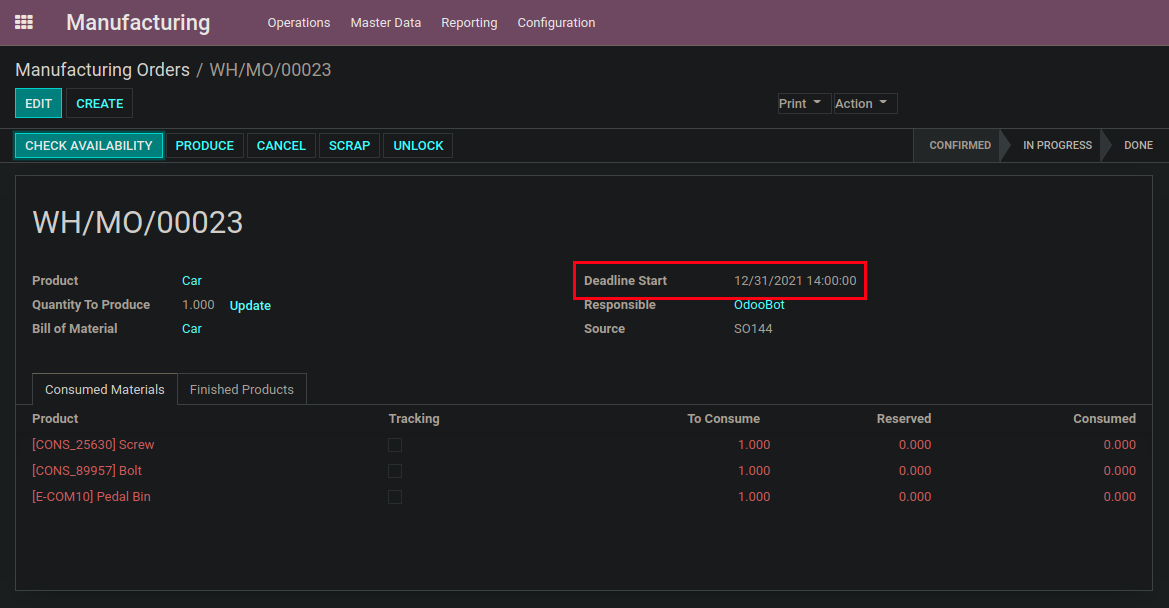 Manufacturing Operations Master Data Reporting Configuration
Manufacturing Orders / WH/MO/00023
EDIT CREATE Print Action
CHECK AVAILABILITY PRODUCE CANCEL SCRAP UNLOCK CONFIRMED IN PROGRESS DONE
WH/MO/00023
Product Car Deadline Start 12/31/2021 14:00:00
Quantity To Produce 1.000 Update Responsible OdooBot
Bill of Material Car Source SO144
Consumed Materials Finished Products
Product Tracking To Consume Reserved Consumed
[CONS_25630] Screw 1.000 0.000 0.000
[CONS_89957] Bolt 1.000 0.000 0.000
[E-COM10] Pedal Bin 1.000 0.000 0.000